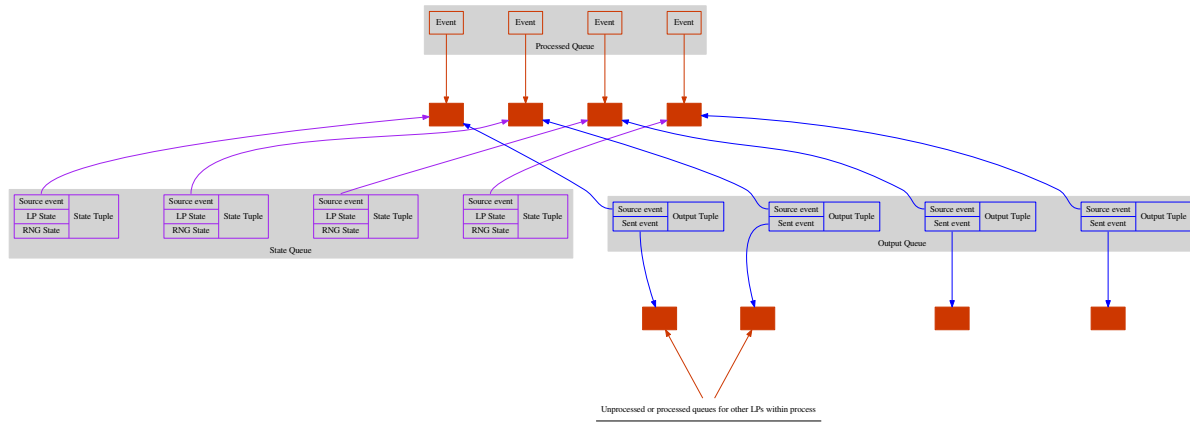 Event Event Event Event
Processed Queue
Source event Source event Source event Source event
LP State State Tuple LP State State Tuple LP State State Tuple LP State State Tuple
RNG State RNG State RNG State RNG State
State Queue
Source event Output Tuple Source event Output Tuple Source event Output Tuple Source event Output Tuple
Sent event Sent event Sent event Sent event
Output Queue
Unprocessed or processed queues for other LPs within process